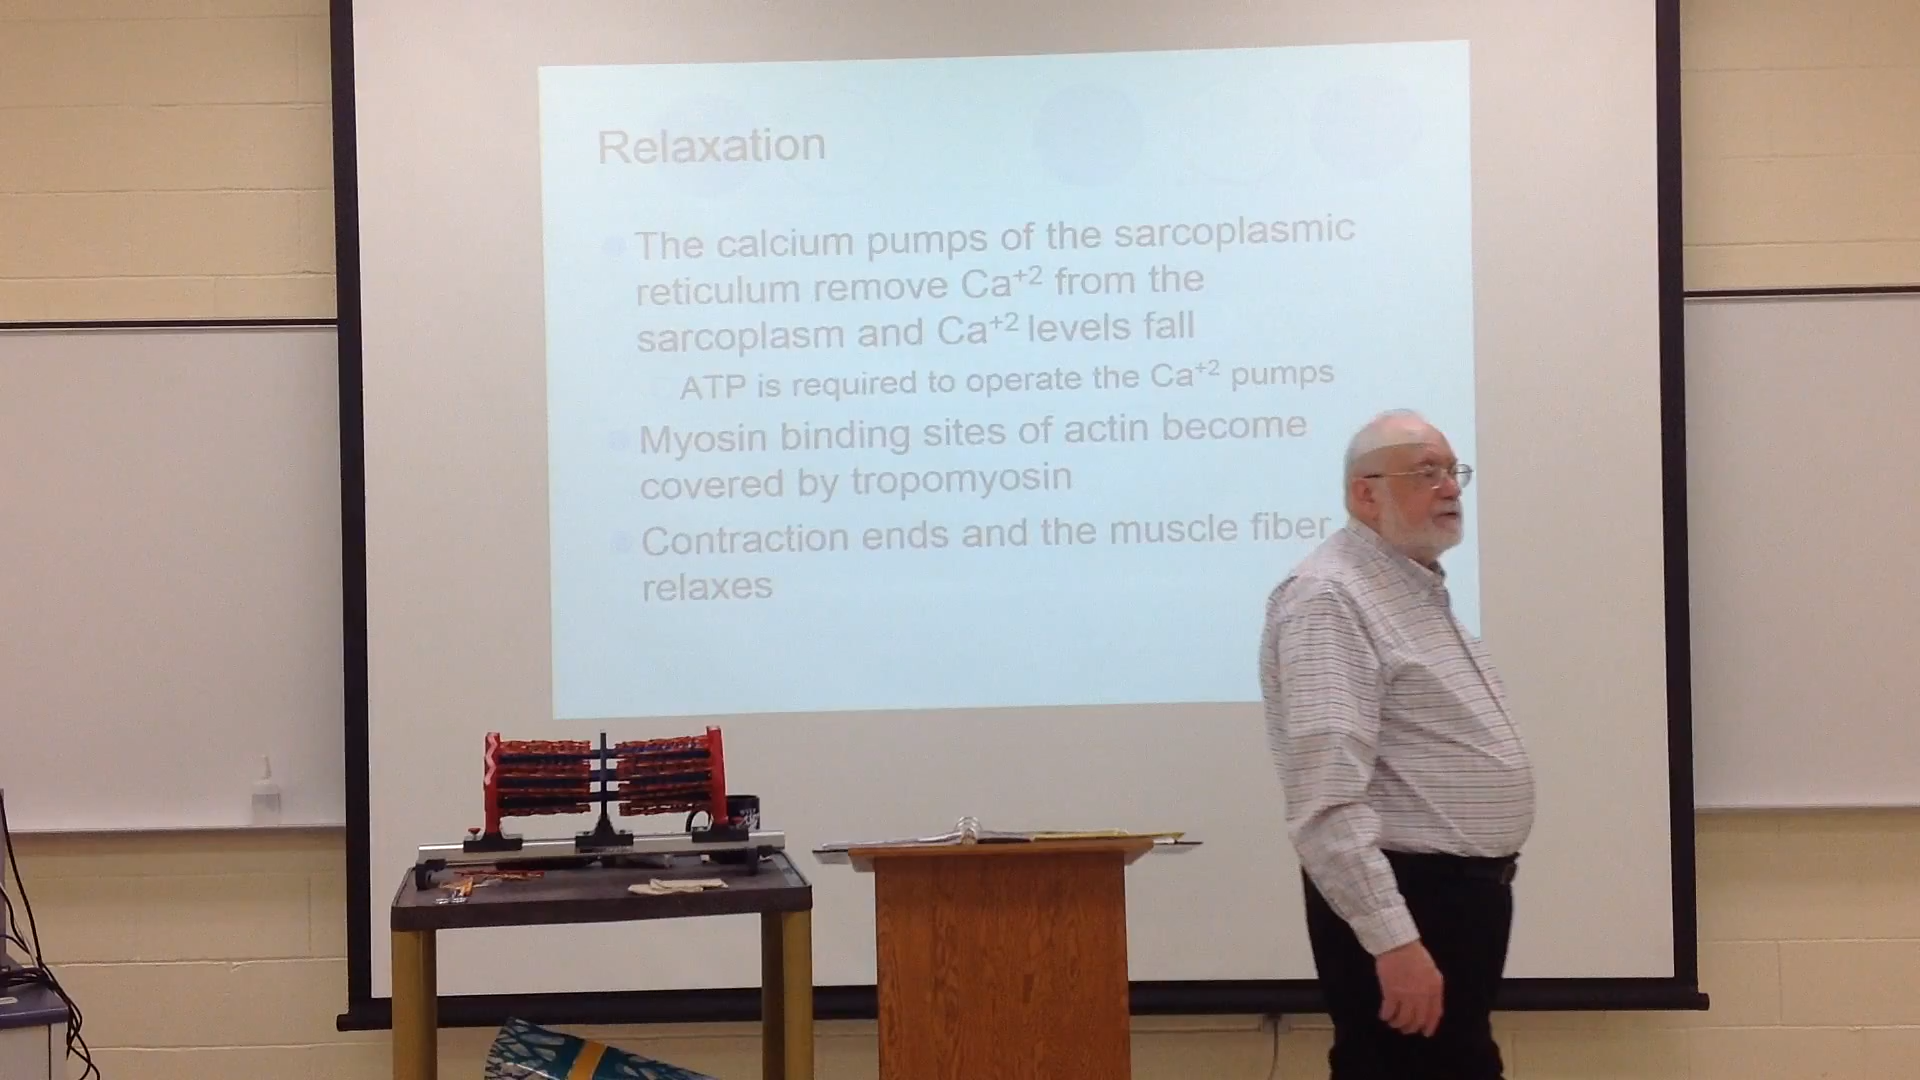 Relaxation
The calcium pumps of the sarcoplasmic
reticulum remove Ca+2 from the
sarcoplasm and Ca+2 levels fall
ATP is required to operate the Ca+2 pumps
Myosin binding sites of actin become
covered by tropomyosin
Contraction ends and the muscle fiber
relaxes